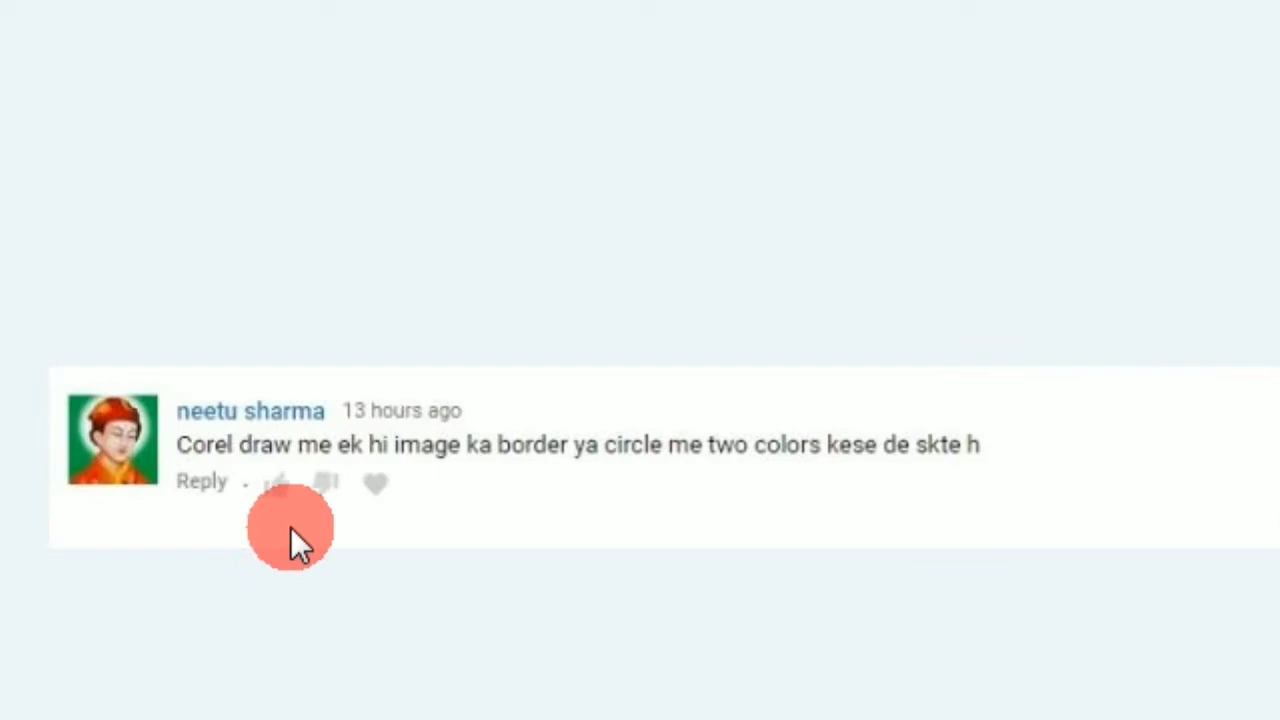 neetu sharma 13 hours ago
Corel draw me ek hi image ka border ya circle me two colors kese de skte h
Reply